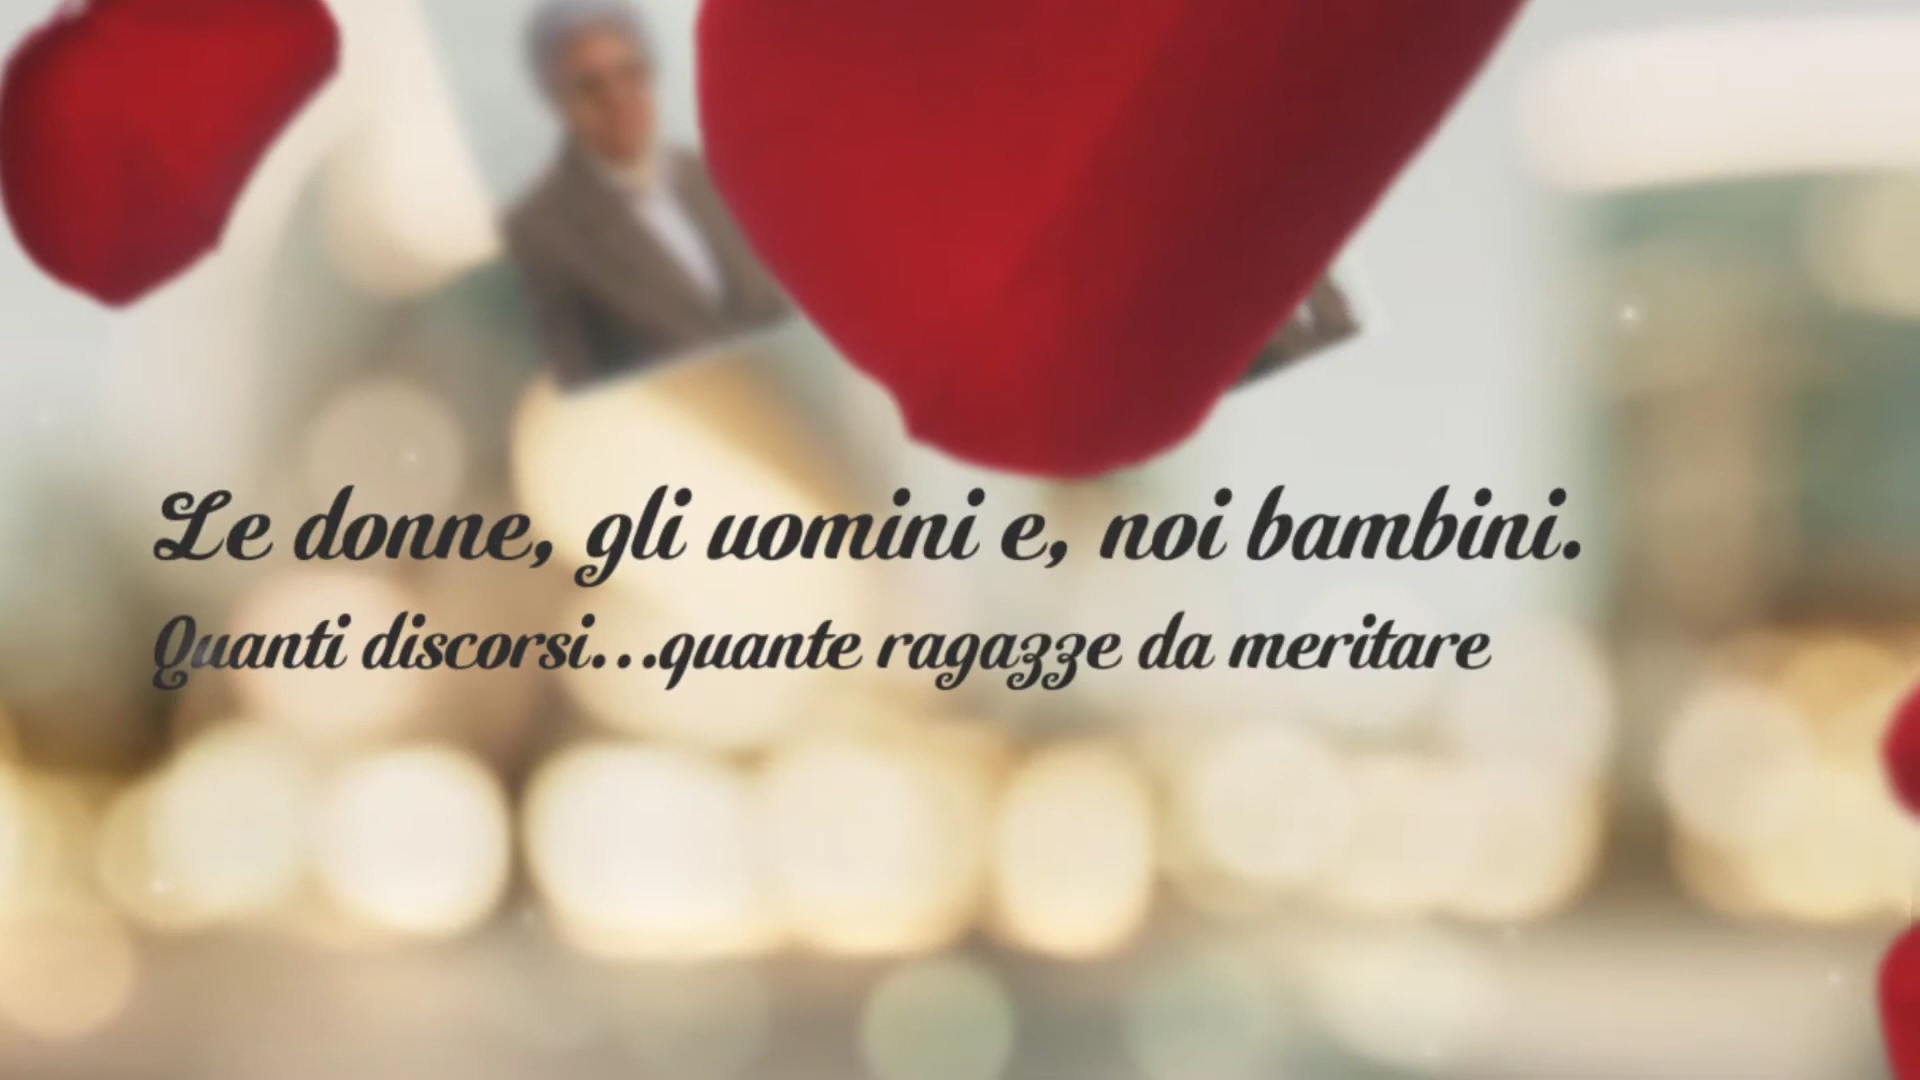 Le donne, gli uomini e, noi bambini.
Quanti discorsi...quante ragazze da meritare